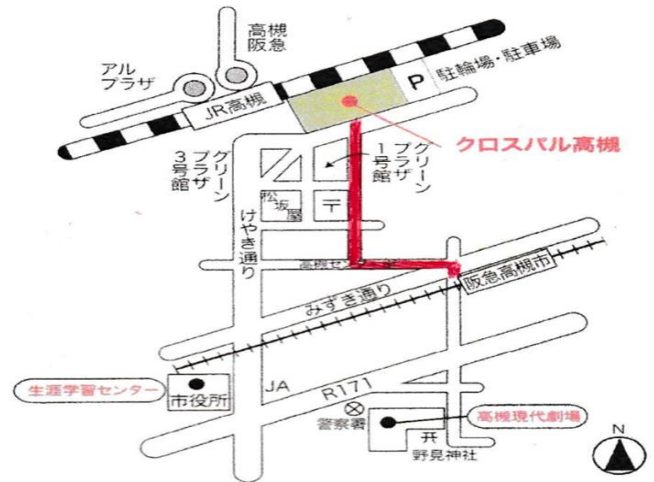 高槻
阪急
アル
プラザ
JR高槻
P
駐輪場・駐車場
クロスパル高槻
グリーン
プラザ
3号館
グリーン
プラザ
1号館
松坂
屋
〒
けやき通り
高槻セン
阪急高槻市
みずき通り
生涯学習センター
市役所
JA
R171
警察署
高槻現代劇場
野見神社
N